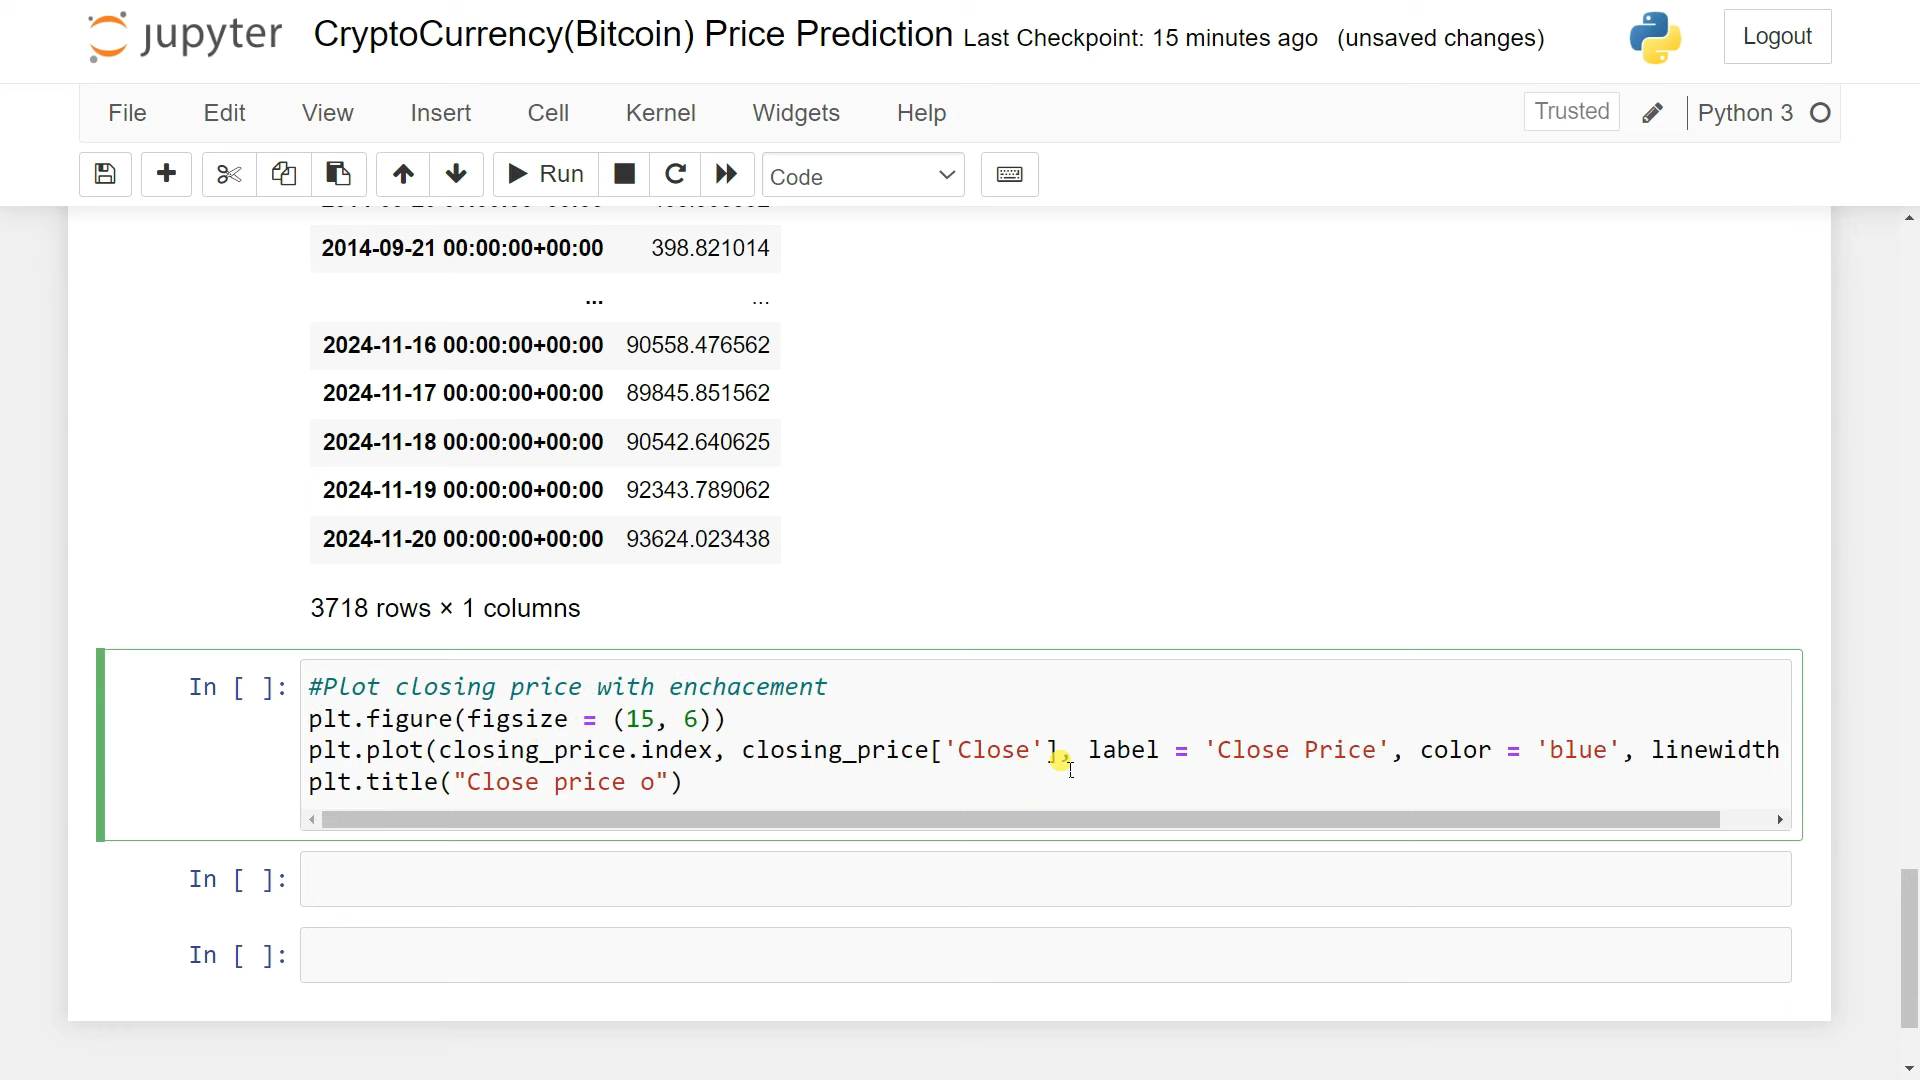 jupyter CryptoCurrency(Bitcoin) Price Prediction Last Checkpoint: 15 minutes ago (unsaved changes) Logout
File Edit View Insert Cell Kernel Widgets Help Trusted Python 3
Run Code
2014-09-21 00:00:00+00:00 398.821014
... ...
2024-11-16 00:00:00+00:00 90558.476562
2024-11-17 00:00:00+00:00 89845.851562
2024-11-18 00:00:00+00:00 90542.640625
2024-11-19 00:00:00+00:00 92343.789062
2024-11-20 00:00:00+00:00 93624.023438
3718 rows × 1 columns
In [ ]: #Plot closing price with enchacement
plt.figure(figsize = (15, 6))
plt.plot(closing_price.index, closing_price['Close'], label = 'Close Price', color = 'blue', linewidth
plt.title("Close price o")
In [ ]:
In [ ]: